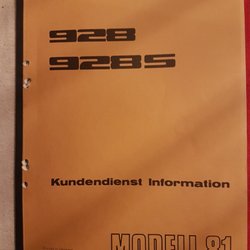 928
928S
Kundendienst Information
MODELL 81